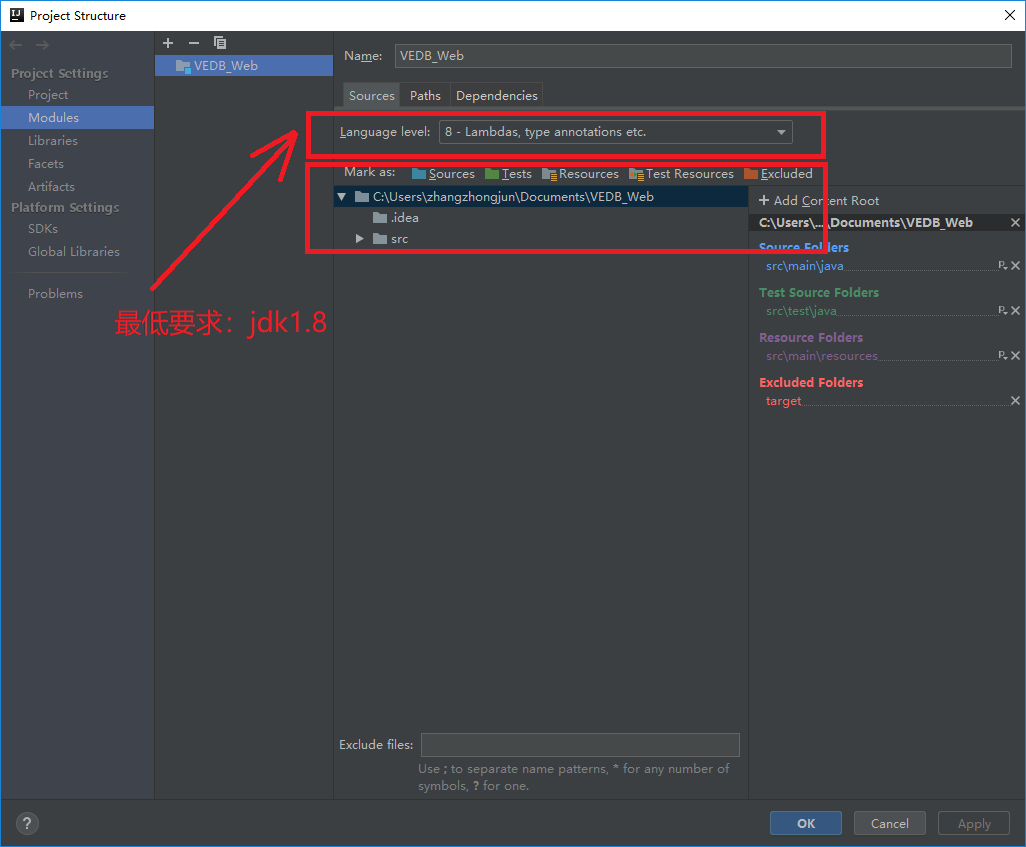 Project Structure
Project Settings
Project
Modules
Libraries
Facets
Artifacts
Platform Settings
SDKs
Global Libraries
Problems
VEDB_Web
Name: VEDB_Web
Sources Paths Dependencies
Language level: 8 - Lambdas, type annotations etc.
Mark as: Sources Tests Resources Test Resources Excluded
C:\Users\zhangzhongjun\Documents\VEDB_Web
.idea
src
最低要求：jdk1.8
+ Add Content Root
C:\Users\...\Documents\VEDB_Web
Source Folders
src\main\java
Test Source Folders
src\test\java
Resource Folders
src\main\resources
Excluded Folders
target
Exclude files:
Use ; to separate name patterns, * for any number of
symbols, ? for one.
? OK Cancel Apply